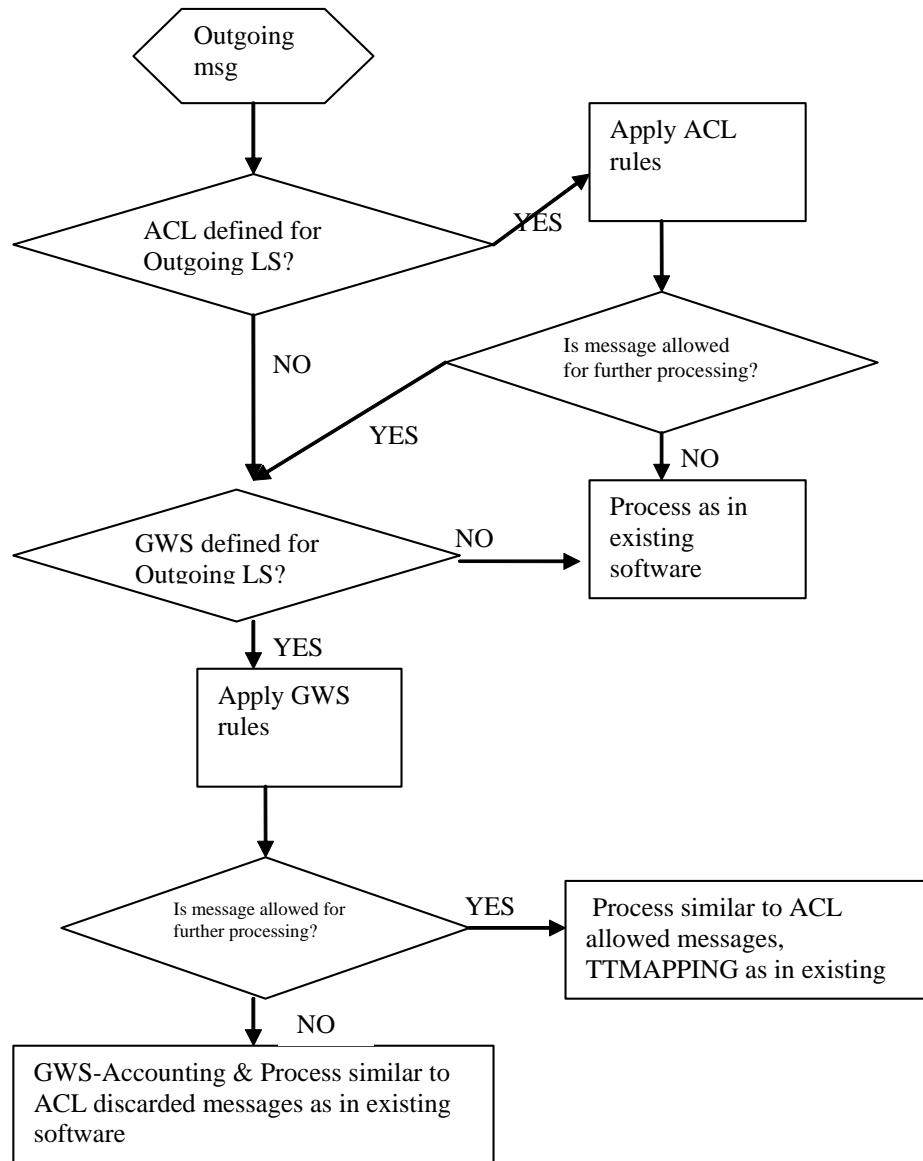 Outgoing
msg
Apply ACL
rules
YES
ACL defined for
Outgoing LS?
Is message allowed
for further processing?
NO
YES
NO
Process as in
existing
software
GWS defined for
Outgoing LS?
NO
YES
Apply GWS
rules
Is message allowed for
further processing?
YES
Process similar to ACL
allowed messages,
TTMAPPING as in existing
NO
GWS-Accounting & Process similar to
ACL discarded messages as in existing
software